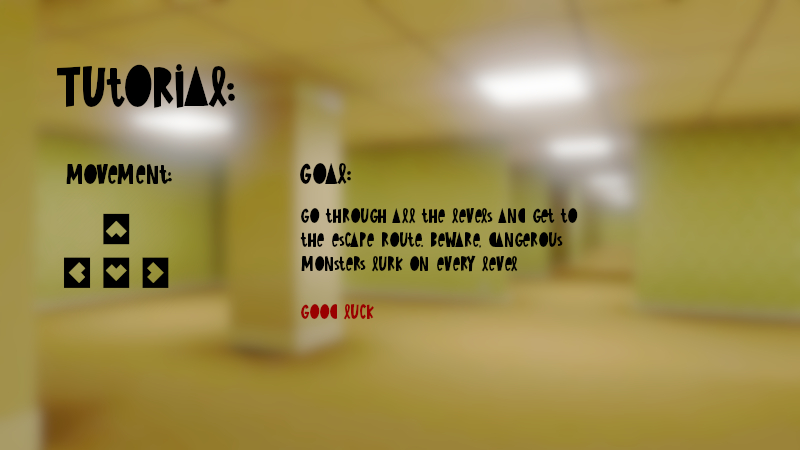 Tutorial:
Movement:
Goal:
Go through all the levels and get to
the escape route. Beware, dangerous
monsters lurk on every level
Good luck